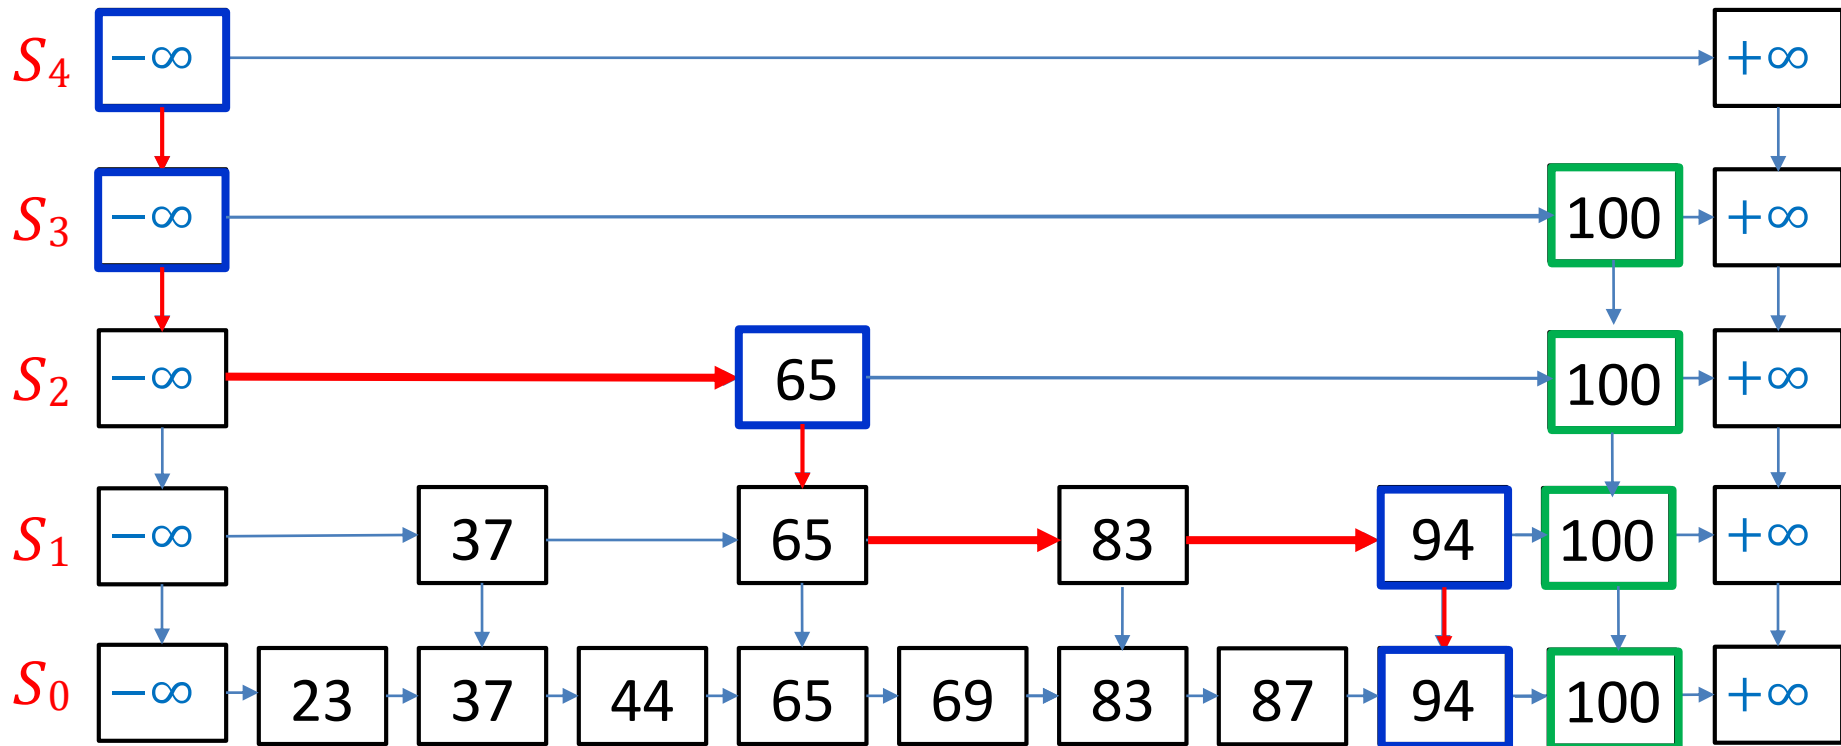 S4 −∞ +∞
S3 −∞ 100 +∞
S2 −∞ 65 100 +∞
S1 −∞ 37 65 83 94 100 +∞
S0 −∞ 23 37 44 65 69 83 87 94 100 +∞